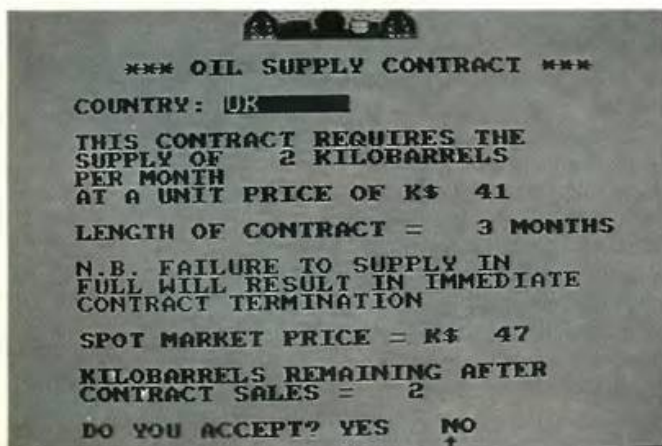 *** OIL SUPPLY CONTRACT ***
COUNTRY: UK
THIS CONTRACT REQUIRES THE
SUPPLY OF 2 KILOBARRELS
PER MONTH
AT A UNIT PRICE OF K$ 41
LENGTH OF CONTRACT = 3 MONTHS
N.B. FAILURE TO SUPPLY IN
FULL WILL RESULT IN IMMEDIATE
CONTRACT TERMINATION
SPOT MARKET PRICE = K$ 47
KILOBARRELS REMAINING AFTER
CONTRACT SALES = 2
DO YOU ACCEPT? YES NO